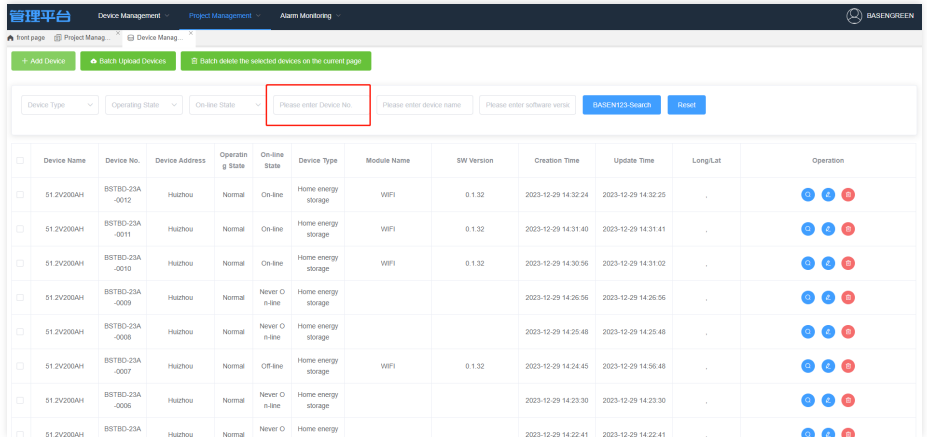 管理平台 Device Management Project Management Alarm Monitoring BASENGREEN
front page Project Manag... × Device Manag... ×
+ Add Device Batch Upload Devices Batch delete the selected devices on the current page
Device Type Operating State On-line State Please enter Device No. Please enter device name Please enter software versic BASEN123-Search Reset
Device Name Device No. Device Address Operatin On-line Device Type Module Name SW Version Creation Time Update Time Long/Lat Operation
g State State
51.2V200AH BSTBD-23A Huizhou Normal On-line Home energy WIFI 0.1.32 2023-12-29 14:32:24 2023-12-29 14:32:25 ,
-0012 storage
51.2V200AH BSTBD-23A Huizhou Normal On-line Home energy WIFI 0.1.32 2023-12-29 14:31:40 2023-12-29 14:31:41 ,
-0011 storage
51.2V200AH BSTBD-23A Huizhou Normal On-line Home energy WIFI 0.1.32 2023-12-29 14:30:56 2023-12-29 14:31:02 ,
-0010 storage
51.2V200AH BSTBD-23A Huizhou Normal Never O Home energy 2023-12-29 14:26:56 2023-12-29 14:26:56 ,
-0009 n-line storage
51.2V200AH BSTBD-23A Huizhou Normal Never O Home energy 2023-12-29 14:25:48 2023-12-29 14:25:48 ,
-0008 n-line storage
51.2V200AH BSTBD-23A Huizhou Normal Off-line Home energy WIFI 0.1.32 2023-12-29 14:24:45 2023-12-29 14:56:48 ,
-0007 storage
51.2V200AH BSTBD-23A Huizhou Normal Never O Home energy 2023-12-29 14:23:30 2023-12-29 14:23:30 ,
-0006 n-line storage
51.2V200AH BSTBD-23A Huizhou Normal Never O Home energy 2023-12-29 14:22:41 2023-12-29 14:22:41 ,